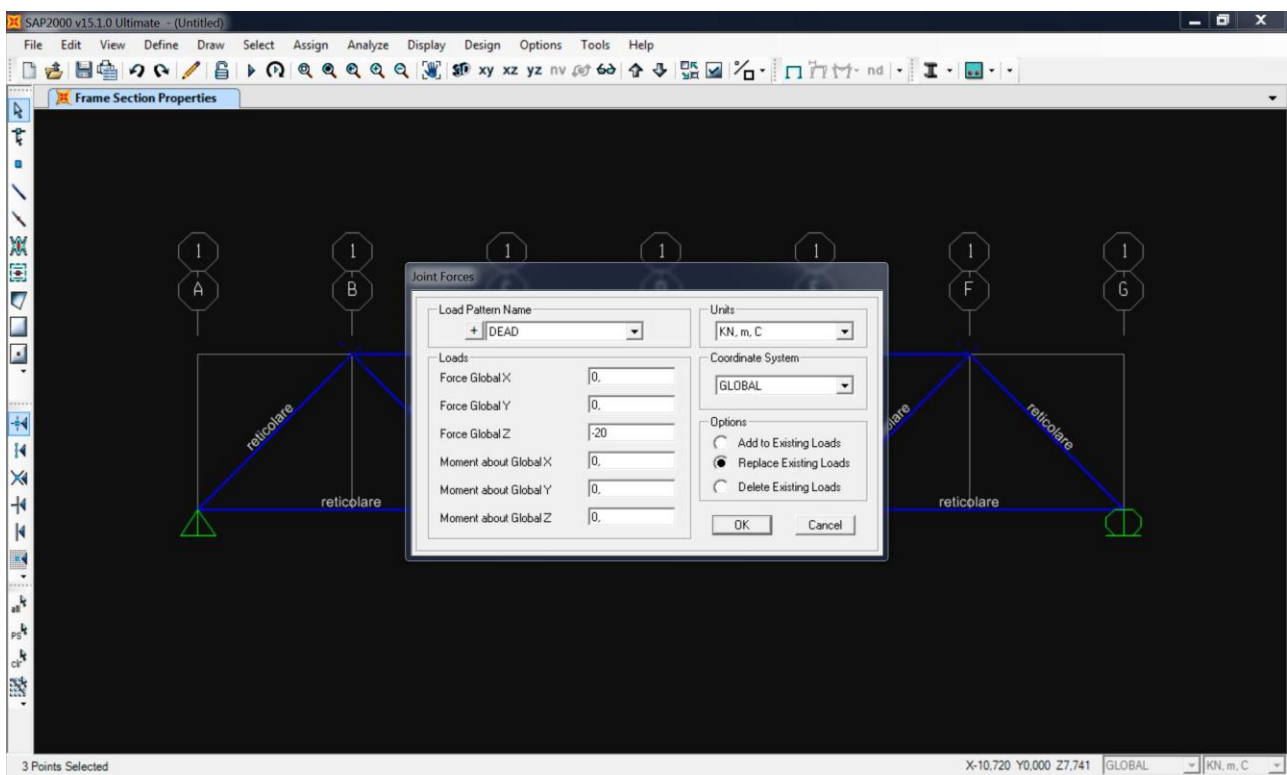 SAP2000 v15.1.0 Ultimate - (Untitled)
File Edit View Define Draw Select Assign Analyze Display Design Options Tools Help
xy xz yz nv nd
Frame Section Properties
1 1 1 1 1 1 1
A B F G
Joint Forces
Load Pattern Name
+ DEAD
Units
KN, m, C
Loads
Force Global X 0,
Force Global Y 0,
Force Global Z -20
Moment about Global X 0,
Moment about Global Y 0,
Moment about Global Z 0,
Coordinate System
GLOBAL
Options
Add to Existing Loads
Replace Existing Loads
Delete Existing Loads
OK Cancel
reticolare
reticolare
reticolare
reticolare
all
PS
clr
3 Points Selected
X-10,720 Y0,000 Z7,741 GLOBAL KN, m, C